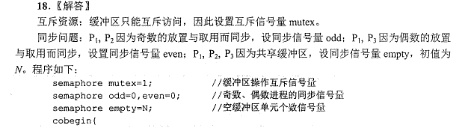 18.【解答】
互斥资源：缓冲区只能互斥访问，因此设置互斥信号量 mutex。
同步问题：P₁, P₂因为奇数的放置与取用而同步，设同步信号量 odd；P₁, P₃因为偶数的放置
与取用而同步，设置同步信号量 even；P₁, P₂, P₃因为共享缓冲区，设同步信号量 empty，初值为
N。程序如下：
semaphore mutex=1; //缓冲区操作互斥信号量
semaphore odd=0,even=0; //奇数、偶数进程的同步信号量
semaphore empty=N; //空缓冲区单元个数信号量
cobegin{